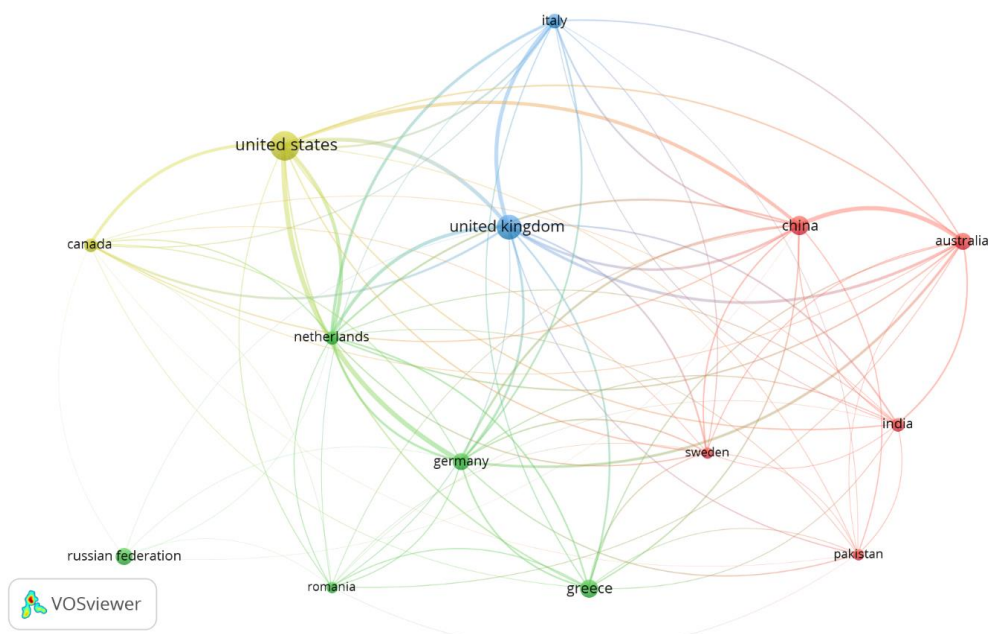 italy
united states
united kingdom
china
australia
canada
netherlands
india
sweden
germany
pakistan
russian federation
romania
greece
VOSviewer